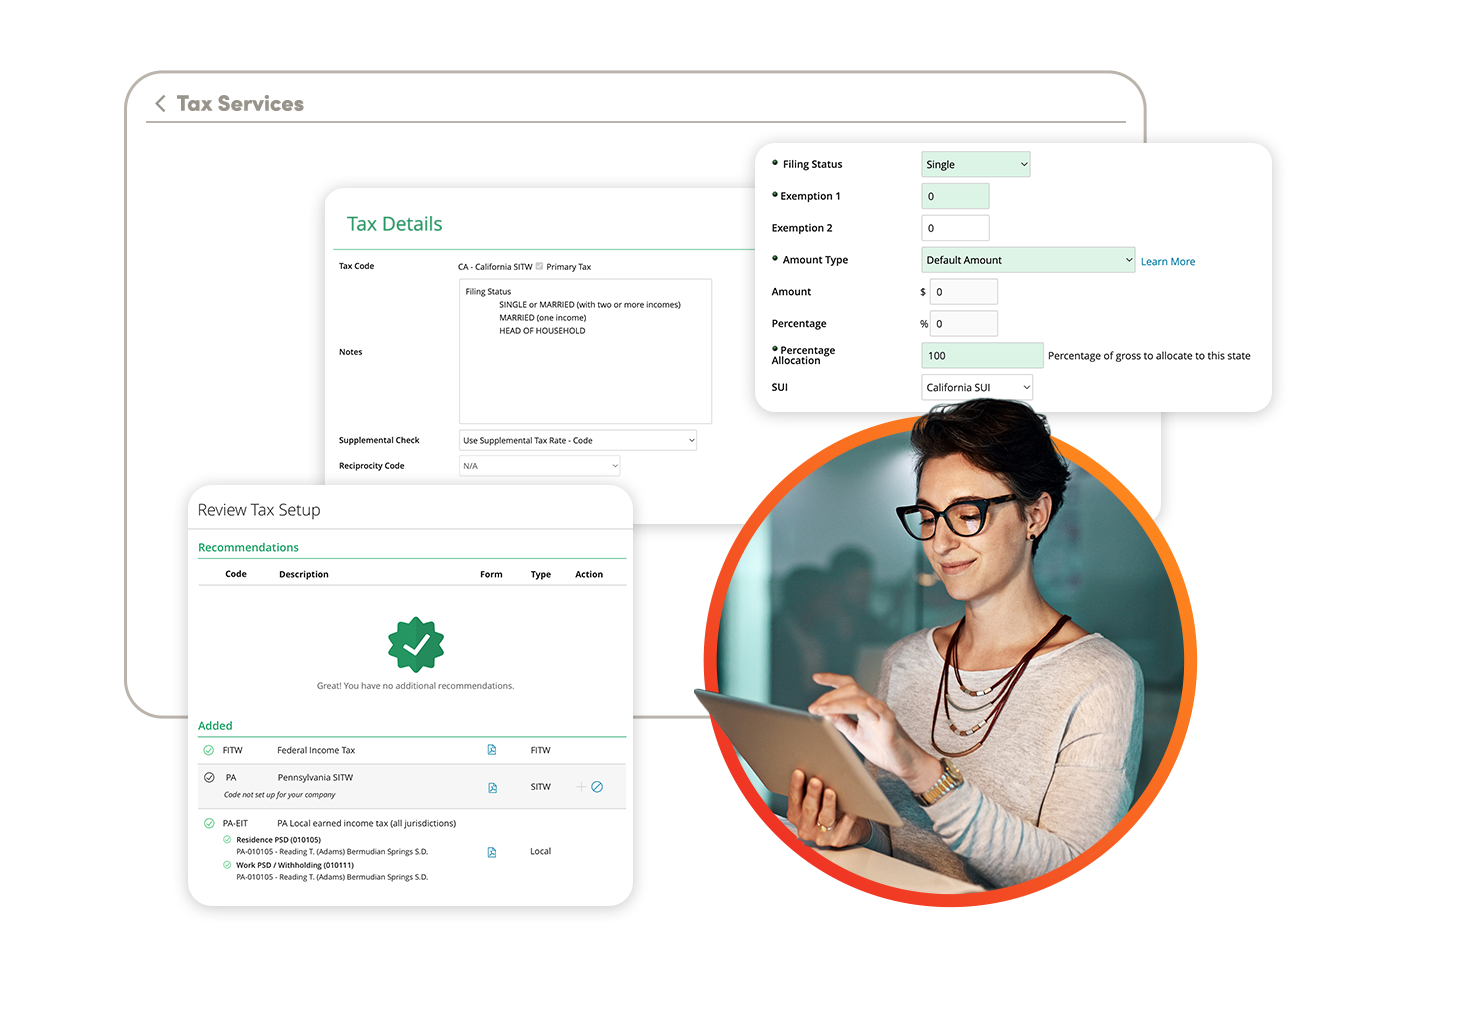 Tax Services
Tax Details
Tax Code
CA - California SITW Primary Tax
Filing Status
SINGLE or MARRIED (with two or more incomes)
MARRIED (one income)
HEAD OF HOUSEHOLD
Notes
Supplemental Check
Use Supplemental Tax Rate - Code
Reciprocity Code
N/A
Filing Status
Single
Exemption 1
0
Exemption 2
0
Amount Type
Default Amount
Learn More
Amount
$ 0
Percentage
% 0
Percentage
Allocation
100
Percentage of gross to allocate to this state
SUI
California SUI
Review Tax Setup
Recommendations
Code Description Form Type Action
Great! You have no additional recommendations.
Added
FITW Federal Income Tax FITW
PA Pennsylvania SITW
SITW
Code not set up for your company
PA-EIT PA Local earned income tax (all jurisdictions)
Residence PSD (010105)
PA-010105 - Reading T. (Adams) Bermudian Springs S.D.
Local
Work PSD / Withholding (010111)
PA-010105 - Reading T. (Adams) Bermudian Springs S.D.